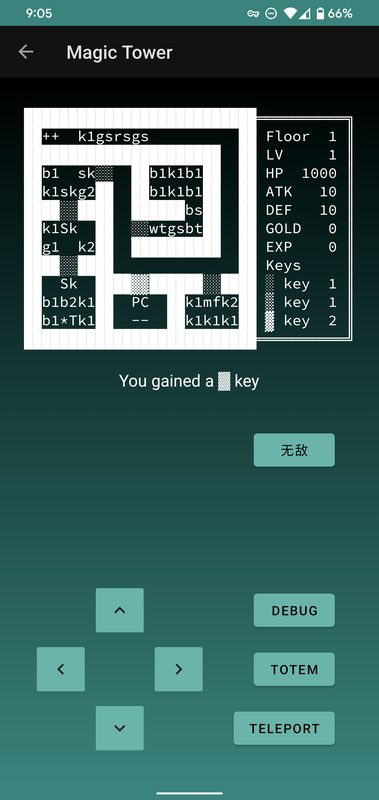 9:05
66%
Magic Tower
++ k1gsrsgs
b1 sk▒ b1k1b1
k1skg2 b1k1b1
▒ bs
k1Sk ▒wtgsbt
g1 k2
▒
Sk ▒ ▒
b1b2k1 PC k1mfk2
b1*Tk1 -- k1k1k1
Floor 1
LV 1
HP 1000
ATK 10
DEF 10
GOLD 0
EXP 0
Keys
░ key 1
▒ key 1
▓ key 2
You gained a ▓ key
无敌
DEBUG
TOTEM
TELEPORT